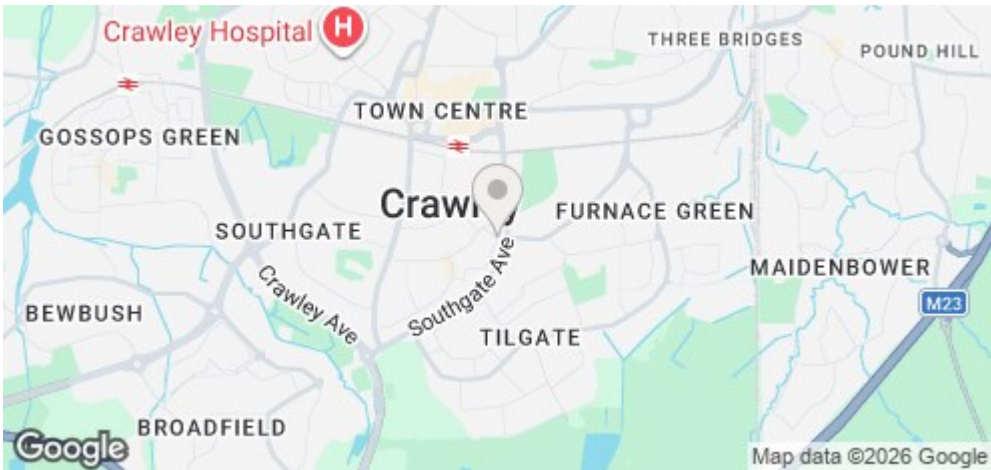 Crawley Hospital
H
THREE BRIDGES
POUND HILL
TOWN CENTRE
GOSSOPS GREEN
FURNACE GREEN
SOUTHGATE
MAIDENBOWER
Crawley Ave
Southgate Ave
M23
BEWBUSH
TILGATE
BROADFIELD
Google
Map data ©2026 Google